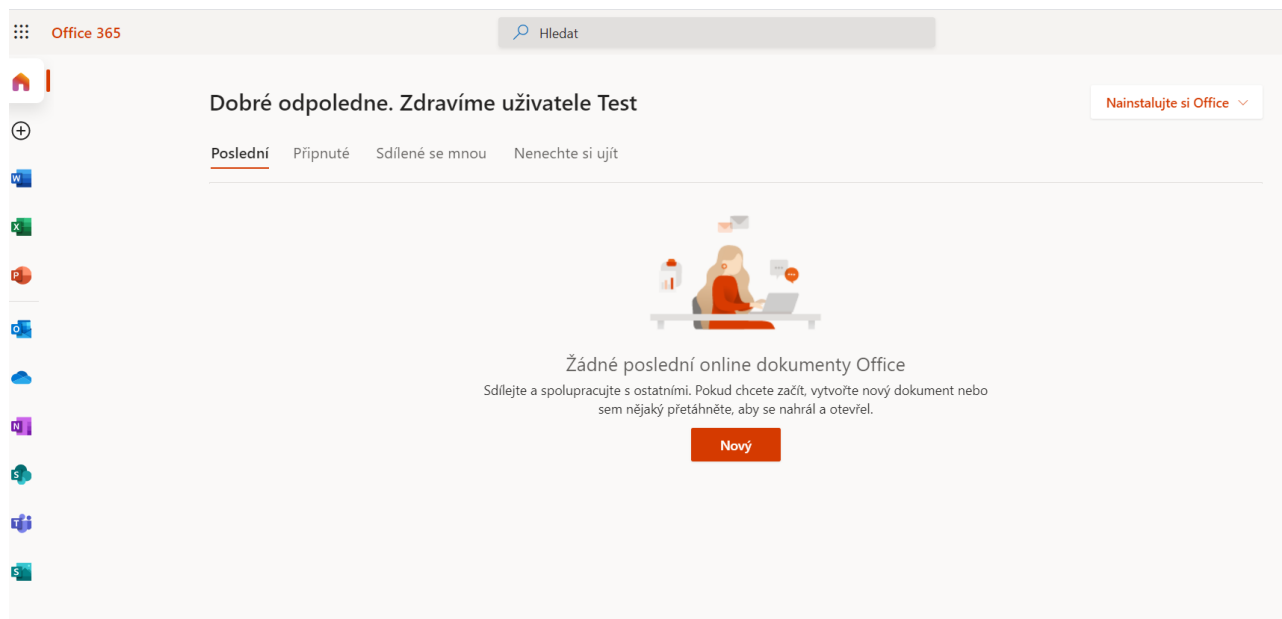 Office 365
Hledat
Dobré odpoledne. Zdravíme uživatele Test
Nainstalujte si Office
Poslední Připnuté Sdílené se mnou Nenechte si ujít
Žádné poslední online dokumenty Office
Sdílejte a spolupracujte s ostatními. Pokud chcete začít, vytvořte nový dokument nebo
sem nějaký přetáhněte, aby se nahrál a otevřel.
Nový
W
X
P
O
N
S
T
S